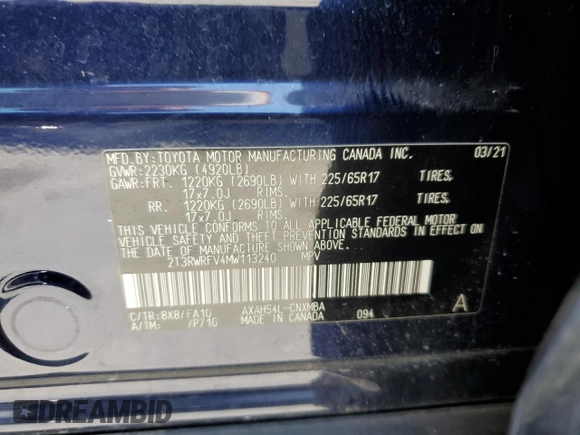 MFD.BY:TOYOTA MOTOR MANUFACTURING CANADA INC. 03/21
GVWR:2230KG (4920LB)
GAWR:FRT. 1220KG (2690LB) WITH 225/65R17 TIRES,
17x7.0J RIMS
RR. 1220KG (2690LB) WITH 225/65R17 TIRES,
17x7.0J RIMS
THIS VEHICLE CONFORMS TO ALL APPLICABLE FEDERAL MOTOR
VEHICLE SAFETY AND THEFT PREVENTION STANDARDS IN EFFECT ON
THE DATE OF MANUFACTURE SHOWN ABOVE.
2T3RWRFV4MW113240 MPV
C/TR:8X8/FA10 AXAH54L-CNXMBA A
A/TM: /P710 MADE IN CANADA 094
DREAMBID